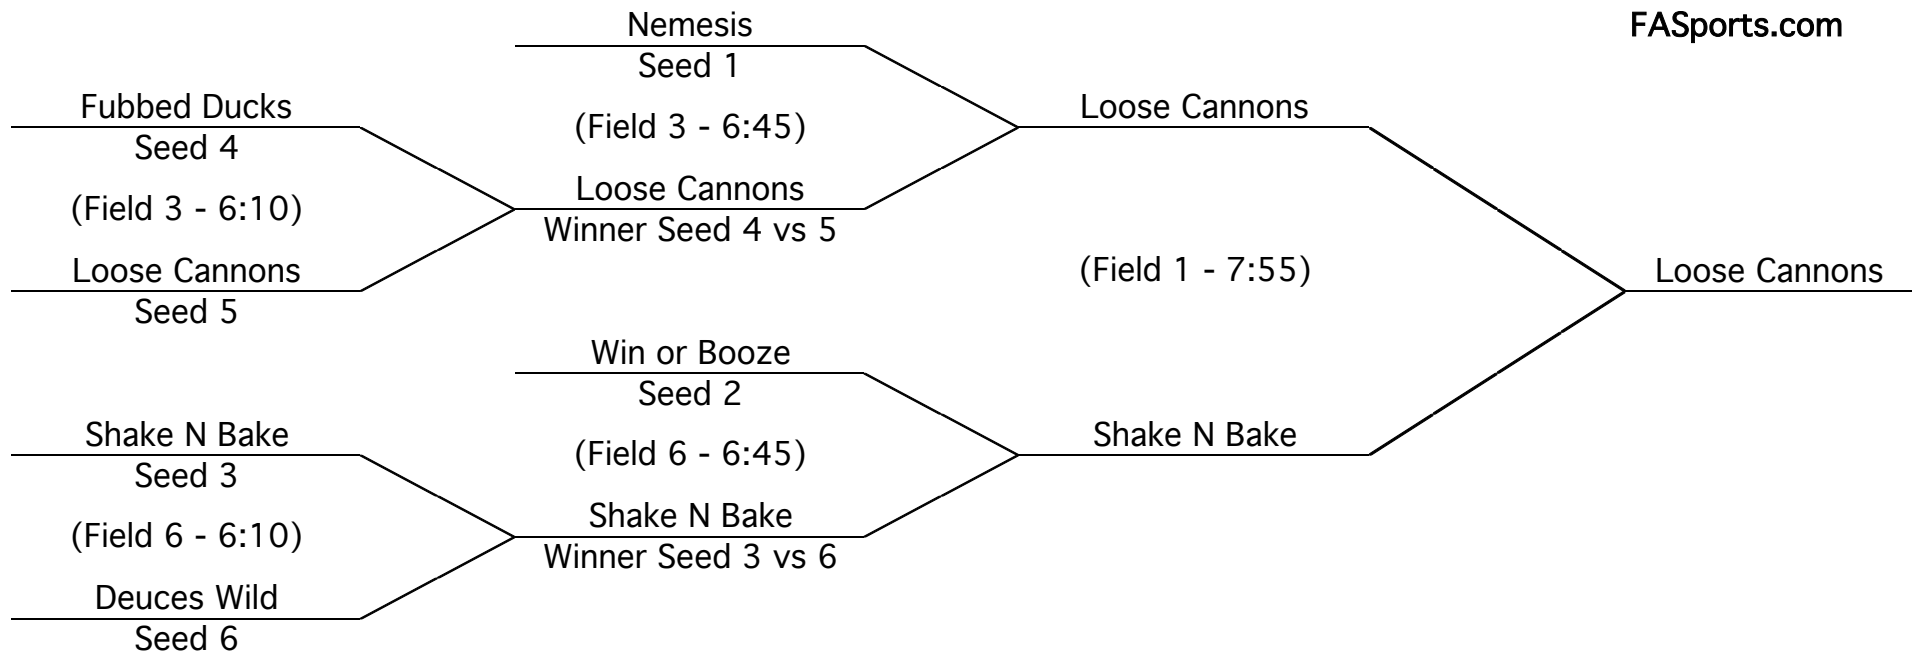 FASports.com
Nemesis
Seed 1
(Field 3 - 6:45)
Fubbed Ducks
Seed 4
(Field 3 - 6:10)
Loose Cannons
Seed 5
Loose Cannons
Winner Seed 4 vs 5
Loose Cannons
(Field 1 - 7:55)
Loose Cannons
Win or Booze
Seed 2
(Field 6 - 6:45)
Shake N Bake
Seed 3
(Field 6 - 6:10)
Deuces Wild
Seed 6
Shake N Bake
Winner Seed 3 vs 6
Shake N Bake